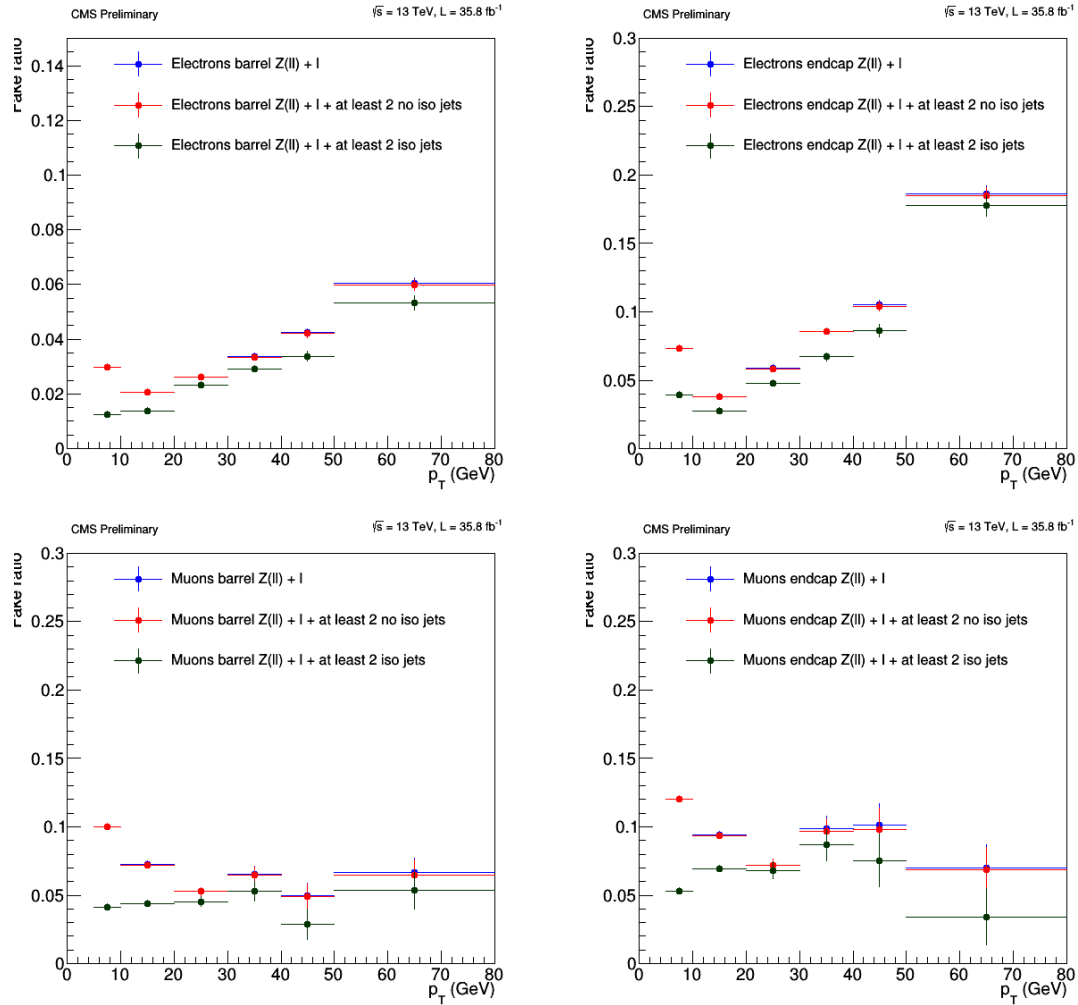 CMS Preliminary
√s = 13 TeV, L = 35.8 fb⁻¹
Fake ratio
Electrons barrel Z(ll) + l
Electrons barrel Z(ll) + l + at least 2 no iso jets
Electrons barrel Z(ll) + l + at least 2 iso jets
0.14
0.12
0.1
0.08
0.06
0.04
0.02
0
0 10 20 30 40 50 60 70 80
p_T (GeV)
CMS Preliminary
√s = 13 TeV, L = 35.8 fb⁻¹
Fake ratio
Electrons endcap Z(ll) + l
Electrons endcap Z(ll) + l + at least 2 no iso jets
Electrons endcap Z(ll) + l + at least 2 iso jets
0.3
0.25
0.2
0.15
0.1
0.05
0
0 10 20 30 40 50 60 70 80
p_T (GeV)
CMS Preliminary
√s = 13 TeV, L = 35.8 fb⁻¹
Fake ratio
Muons barrel Z(ll) + l
Muons barrel Z(ll) + l + at least 2 no iso jets
Muons barrel Z(ll) + l + at least 2 iso jets
0.3
0.25
0.2
0.15
0.1
0.05
0
0 10 20 30 40 50 60 70 80
p_T (GeV)
CMS Preliminary
√s = 13 TeV, L = 35.8 fb⁻¹
Fake ratio
Muons endcap Z(ll) + l
Muons endcap Z(ll) + l + at least 2 no iso jets
Muons endcap Z(ll) + l + at least 2 iso jets
0.3
0.25
0.2
0.15
0.1
0.05
0
0 10 20 30 40 50 60 70 80
p_T (GeV)